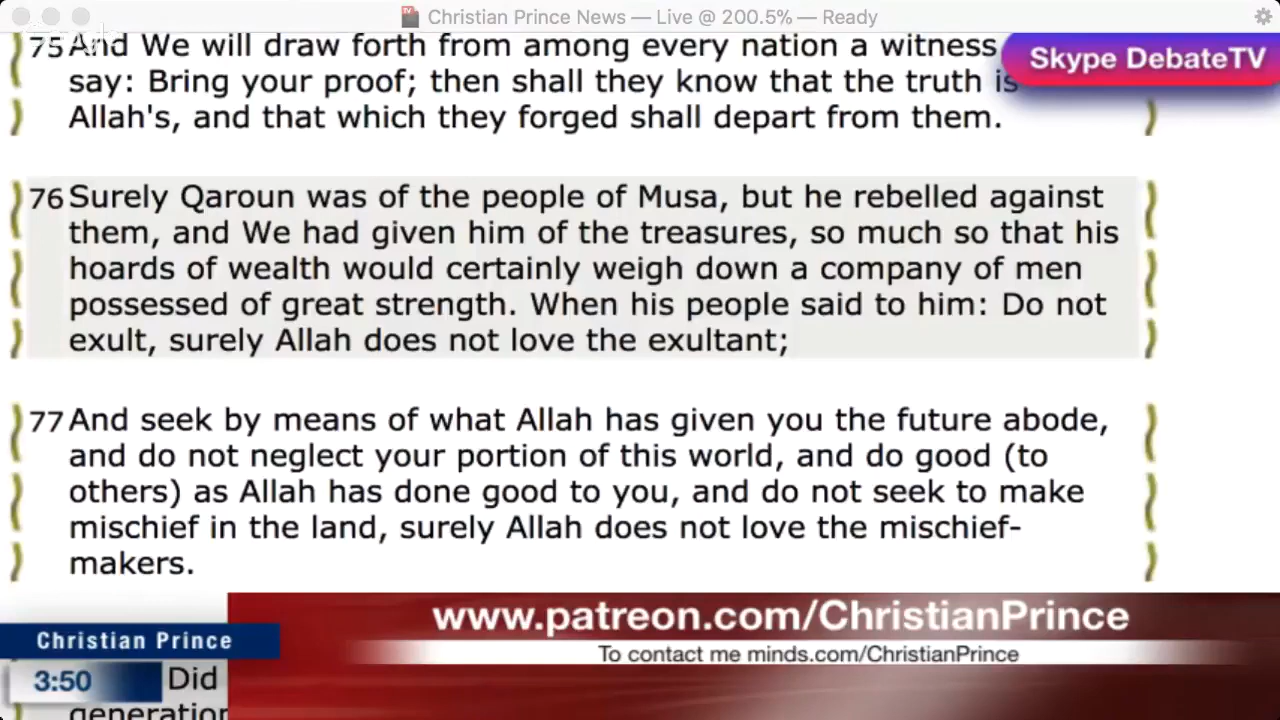 Christian Prince News — Live @ 200.5% — Ready
75 And We will draw forth from among every nation a witness
Skype DebateTV
say: Bring your proof; then shall they know that the truth is
Allah's, and that which they forged shall depart from them.
76 Surely Qaroun was of the people of Musa, but he rebelled against
them, and We had given him of the treasures, so much so that his
hoards of wealth would certainly weigh down a company of men
possessed of great strength. When his people said to him: Do not
exult, surely Allah does not love the exultant;
77 And seek by means of what Allah has given you the future abode,
and do not neglect your portion of this world, and do good (to
others) as Allah has done good to you, and do not seek to make
mischief in the land, surely Allah does not love the mischief-
makers.
www.patreon.com/ChristianPrince
Christian Prince
To contact me minds.com/ChristianPrince
3:50
Did
generation